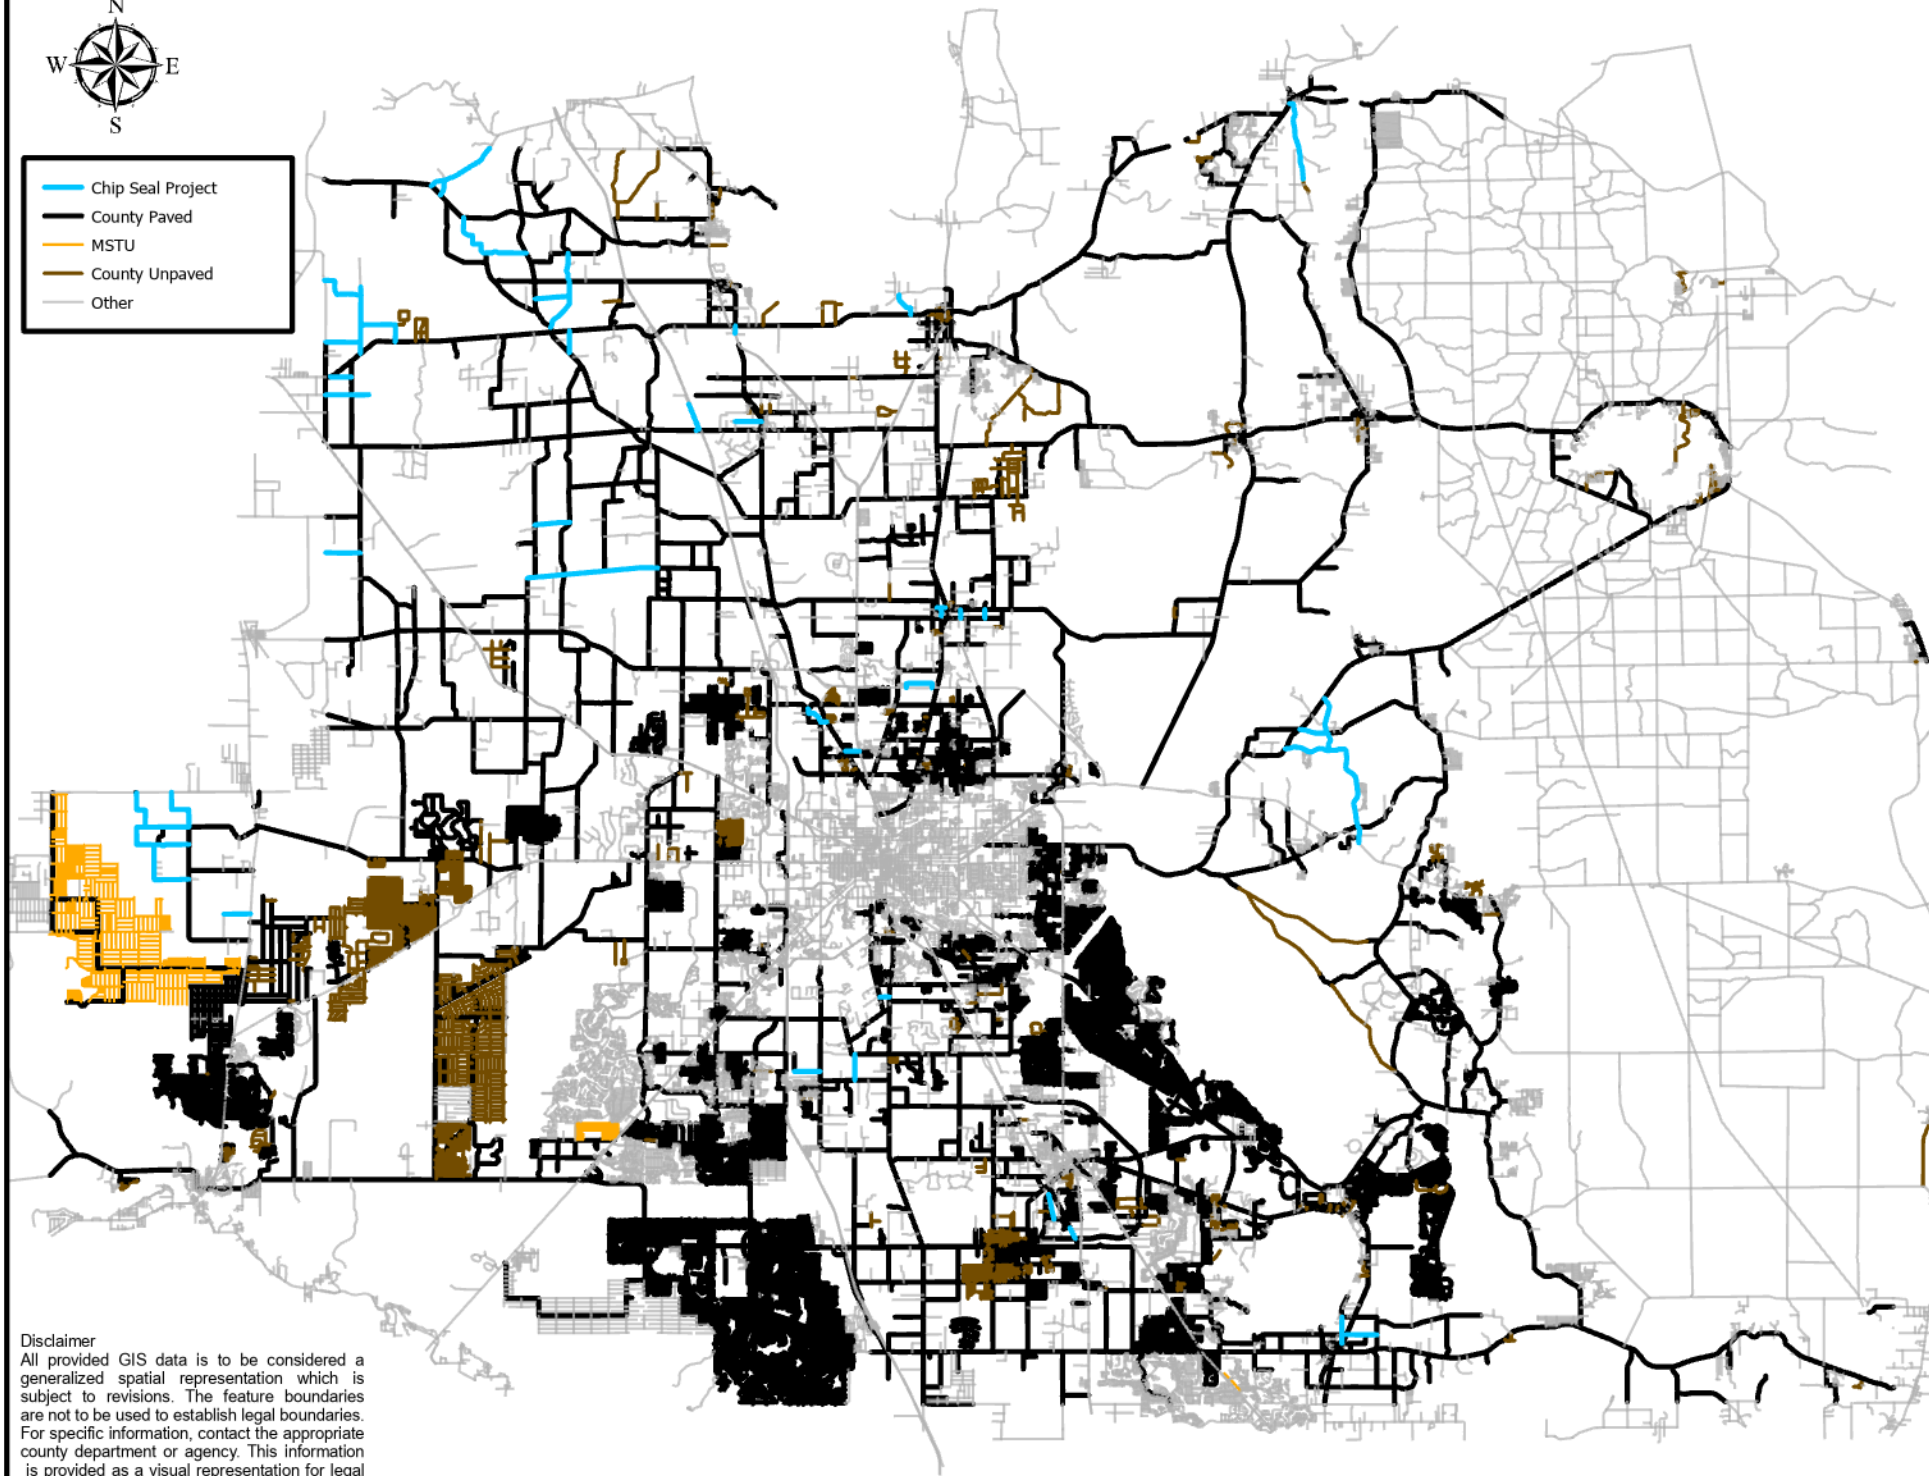 N
W E
S
Chip Seal Project
County Paved
MSTU
County Unpaved
Other
Disclaimer
All provided GIS data is to be considered a
generalized spatial representation which is
subject to revisions. The feature boundaries
are not to be used to establish legal boundaries.
For specific information, contact the appropriate
county department or agency. This information
is provided as a visual representation for legal